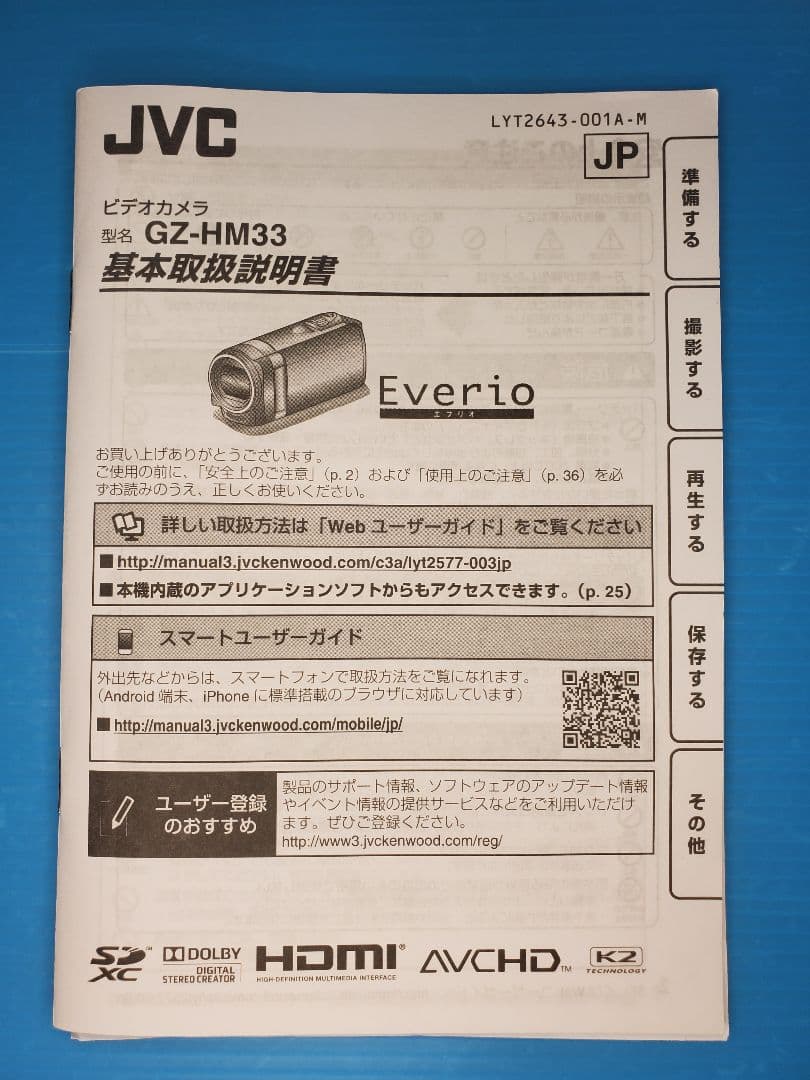 JVC
LYT2643-001A-M
JP
ビデオカメラ
型名 GZ-HM33
基本取扱説明書
Everio
エブリオ
お買い上げありがとうございます。
ご使用の前に、「安全上のご注意」（p. 2）および「使用上のご注意」（p. 36）を必
ずお読みのうえ、正しくお使いください。
詳しい取扱方法は「Web ユーザーガイド」をご覧ください
■ http://manual3.jvckenwood.com/c3a/lyt2577-003jp
■ 本機内蔵のアプリケーションソフトからもアクセスできます。（p. 25）
スマートユーザーガイド
外出先などからは、スマートフォンで取扱方法をご覧になれます。
（Android 端末、iPhone に標準搭載のブラウザに対応しています）
■ http://manual3.jvckenwood.com/mobile/jp/
ユーザー登録
のおすすめ
製品のサポート情報、ソフトウェアのアップデート情報
やイベント情報の提供サービスなどをご利用いただけ
ます。ぜひご登録ください。
http://www3.jvckenwood.com/reg/
SD XC™
DOLBY
DIGITAL
STEREO CREATOR
HDMI®
HIGH-DEFINITION MULTIMEDIA INTERFACE
AVCHD™
K2
TECHNOLOGY
準備する
撮影する
再生する
保存する
その他